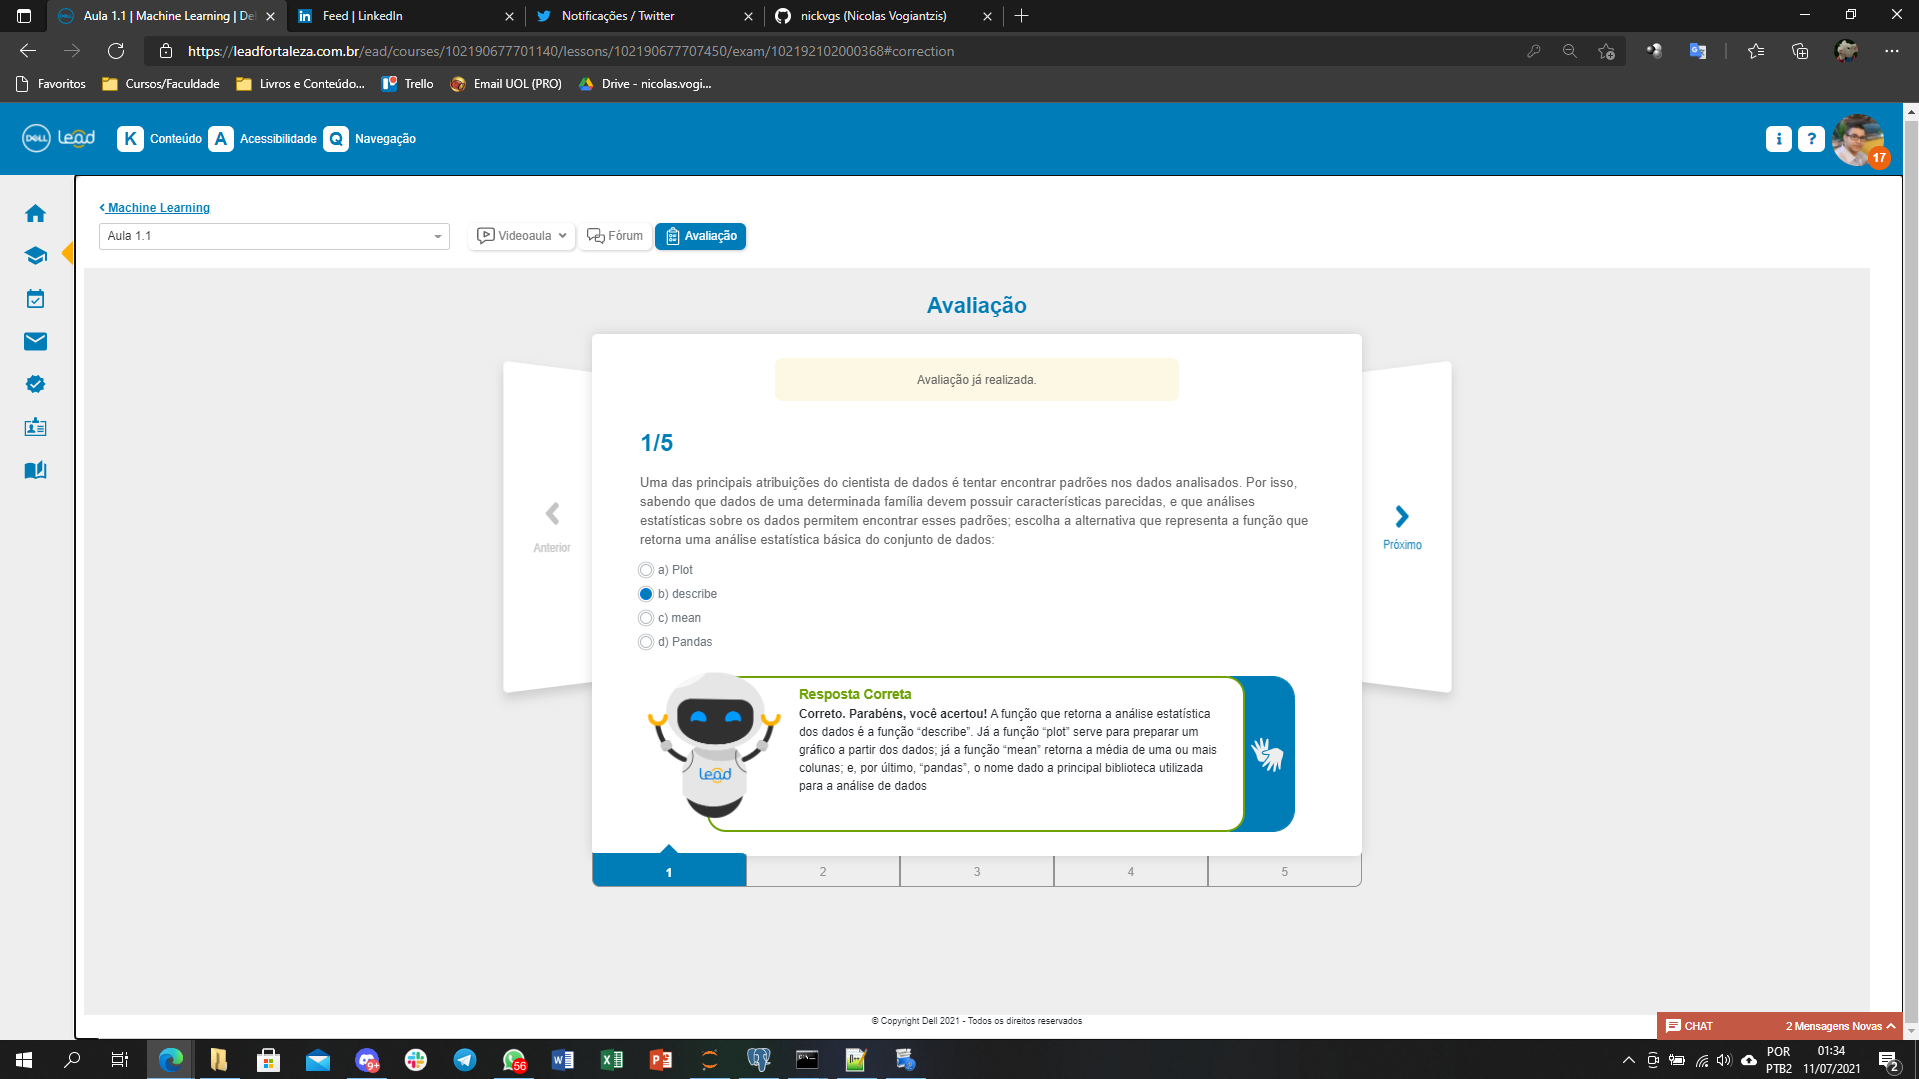 Aula 1.1 | Machine Learning | De
Feed | LinkedIn
Notificações / Twitter
nickvgs (Nicolas Vogiantzis)
https://leadfortaleza.com.br/ead/courses/102190677701140/lessons/102190677707450/exam/102192102000368#correction
Favoritos
Cursos/Faculdade
Livros e Conteúdo...
Trello
Email UOL (PRO)
Drive - nicolas.vogi...
DELL Lead
K Conteúdo A Acessibilidade Q Navegação
i ?
17
Machine Learning
Aula 1.1
Videoaula
Fórum
Avaliação
Avaliação
Avaliação já realizada.
1/5
Uma das principais atribuições do cientista de dados é tentar encontrar padrões nos dados analisados. Por isso,
sabendo que dados de uma determinada família devem possuir características parecidas, e que análises
estatísticas sobre os dados permitem encontrar esses padrões; escolha a alternativa que representa a função que
retorna uma análise estatística básica do conjunto de dados:
Anterior
Próximo
a) Plot
b) describe
c) mean
d) Pandas
Lead
Resposta Correta
Correto. Parabéns, você acertou! A função que retorna a análise estatística
dos dados é a função “describe”. Já a função “plot” serve para preparar um
gráfico a partir dos dados; já a função “mean” retorna a média de uma ou mais
colunas; e, por último, “pandas”, o nome dado a principal biblioteca utilizada
para a análise de dados
1 2 3 4 5
© Copyright Dell 2021 - Todos os direitos reservados
CHAT
2 Mensagens Novas
9+
56
POR
PTB2
01:34
11/07/2021
2